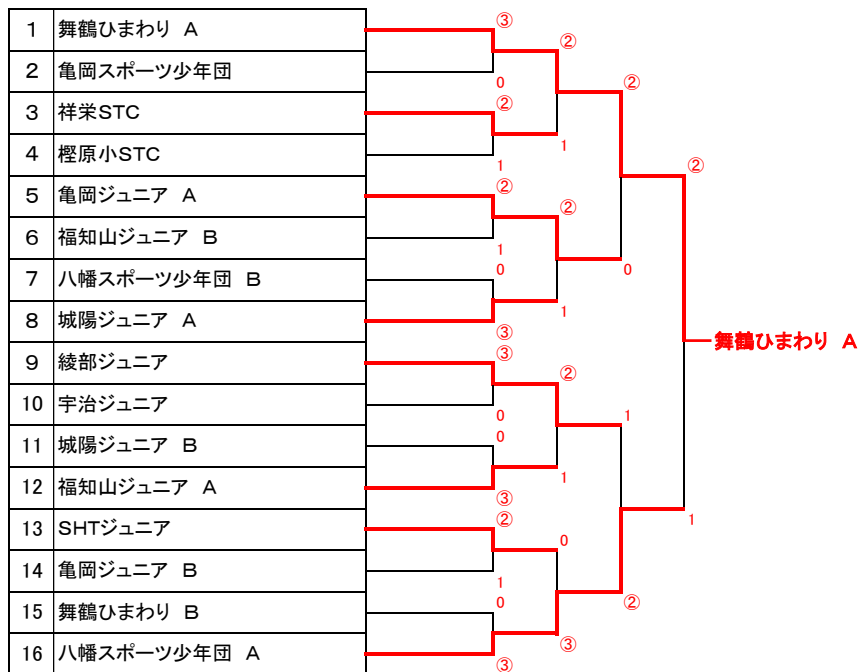 1 舞鶴ひまわり A
2 亀岡スポーツ少年団
3 祥栄STC
4 樫原小STC
5 亀岡ジュニア A
6 福知山ジュニア B
7 八幡スポーツ少年団 B
8 城陽ジュニア A
9 綾部ジュニア
10 宇治ジュニア
11 城陽ジュニア B
12 福知山ジュニア A
13 SHTジュニア
14 亀岡ジュニア B
15 舞鶴ひまわり B
16 八幡スポーツ少年団 A
③
0
②
1
②
1
0
③
③
0
0
③
②
1
0
③
②
1
②
1
②
1
0
③
②
0
1
②
②
1
舞鶴ひまわり A